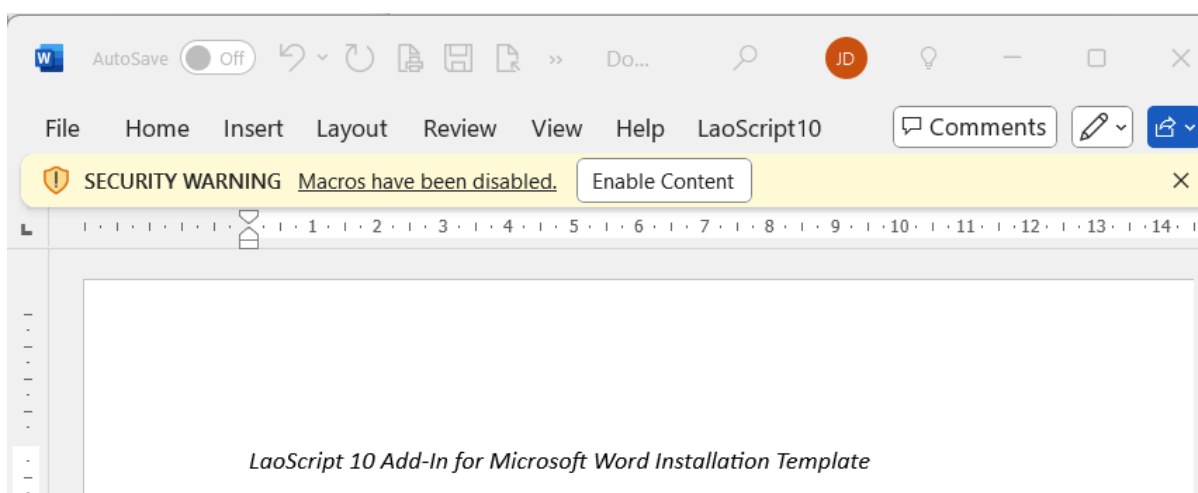 W AutoSave Off Do... JD
File Home Insert Layout Review View Help LaoScript10 Comments
SECURITY WARNING Macros have been disabled. Enable Content
1 2 3 4 5 6 7 8 9 10 11 12 13 14
LaoScript 10 Add-In for Microsoft Word Installation Template